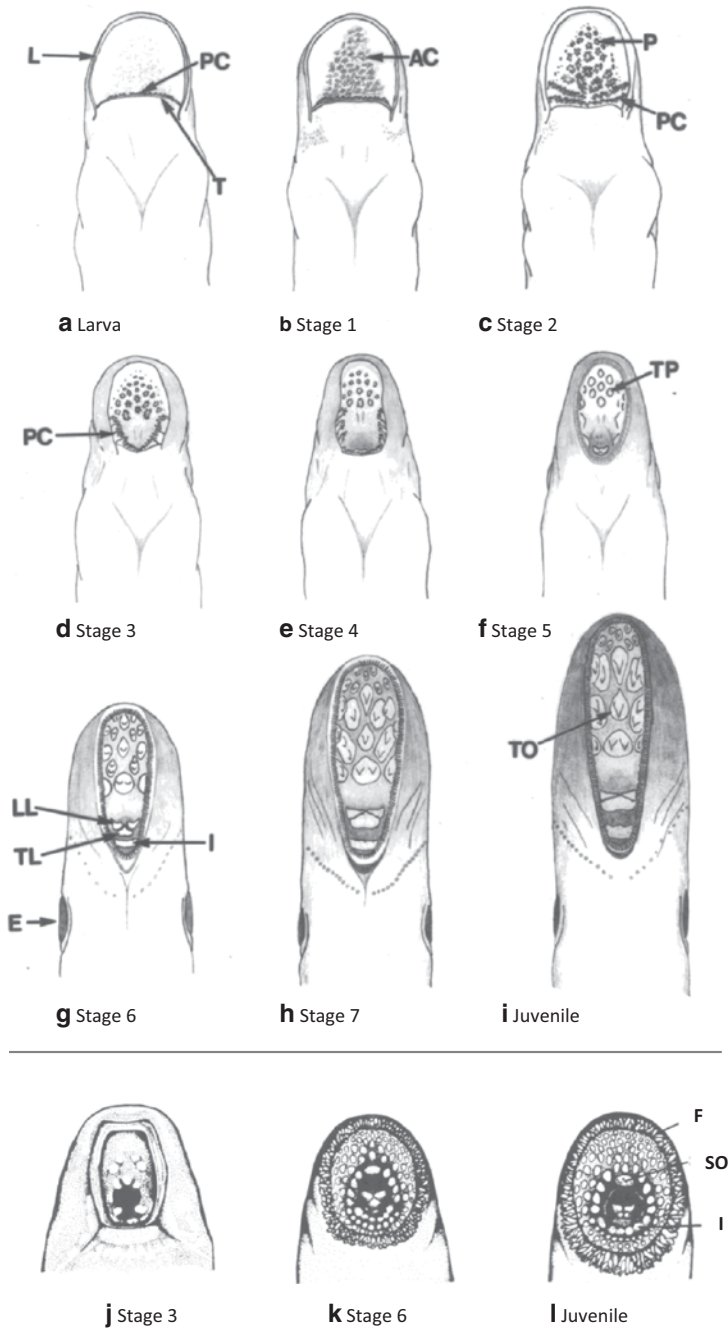 L
PC
T
AC
P
PC
a Larva
b Stage 1
c Stage 2
PC
TP
d Stage 3
e Stage 4
f Stage 5
TO
LL
TL
I
E
g Stage 6
h Stage 7
i Juvenile
F
SO
I
j Stage 3
k Stage 6
l Juvenile